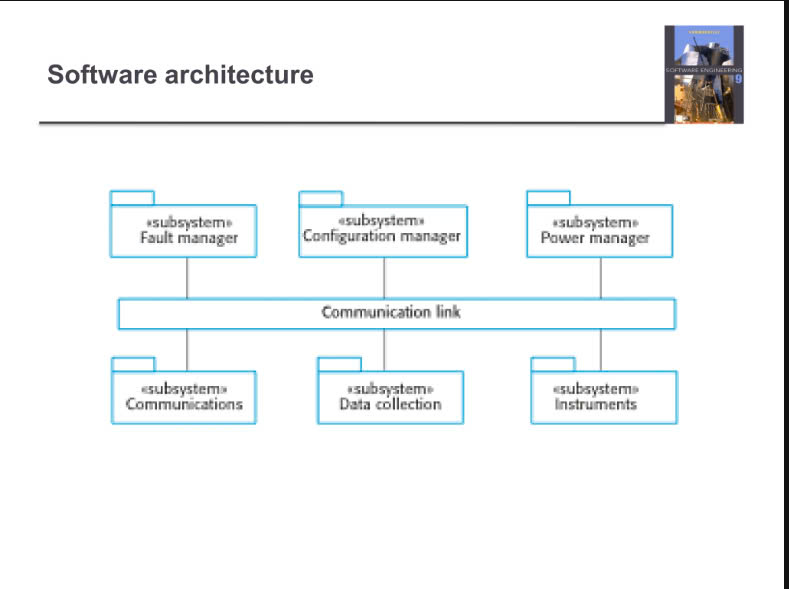 Software architecture
SOMMERVILLE
SOFTWARE ENGINEERING
9
«subsystem»
Fault manager
«subsystem»
Configuration manager
«subsystem»
Power manager
Communication link
«subsystem»
Communications
«subsystem»
Data collection
«subsystem»
Instruments